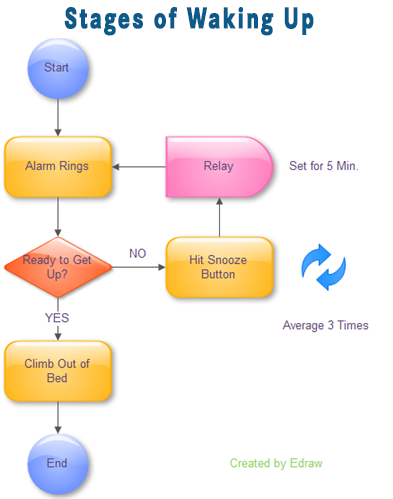 Stages of Waking Up
Start
Alarm Rings
Relay
Set for 5 Min.
Ready to Get
Up?
NO
Hit Snooze
Button
YES
Average 3 Times
Climb Out of
Bed
End
Created by Edraw